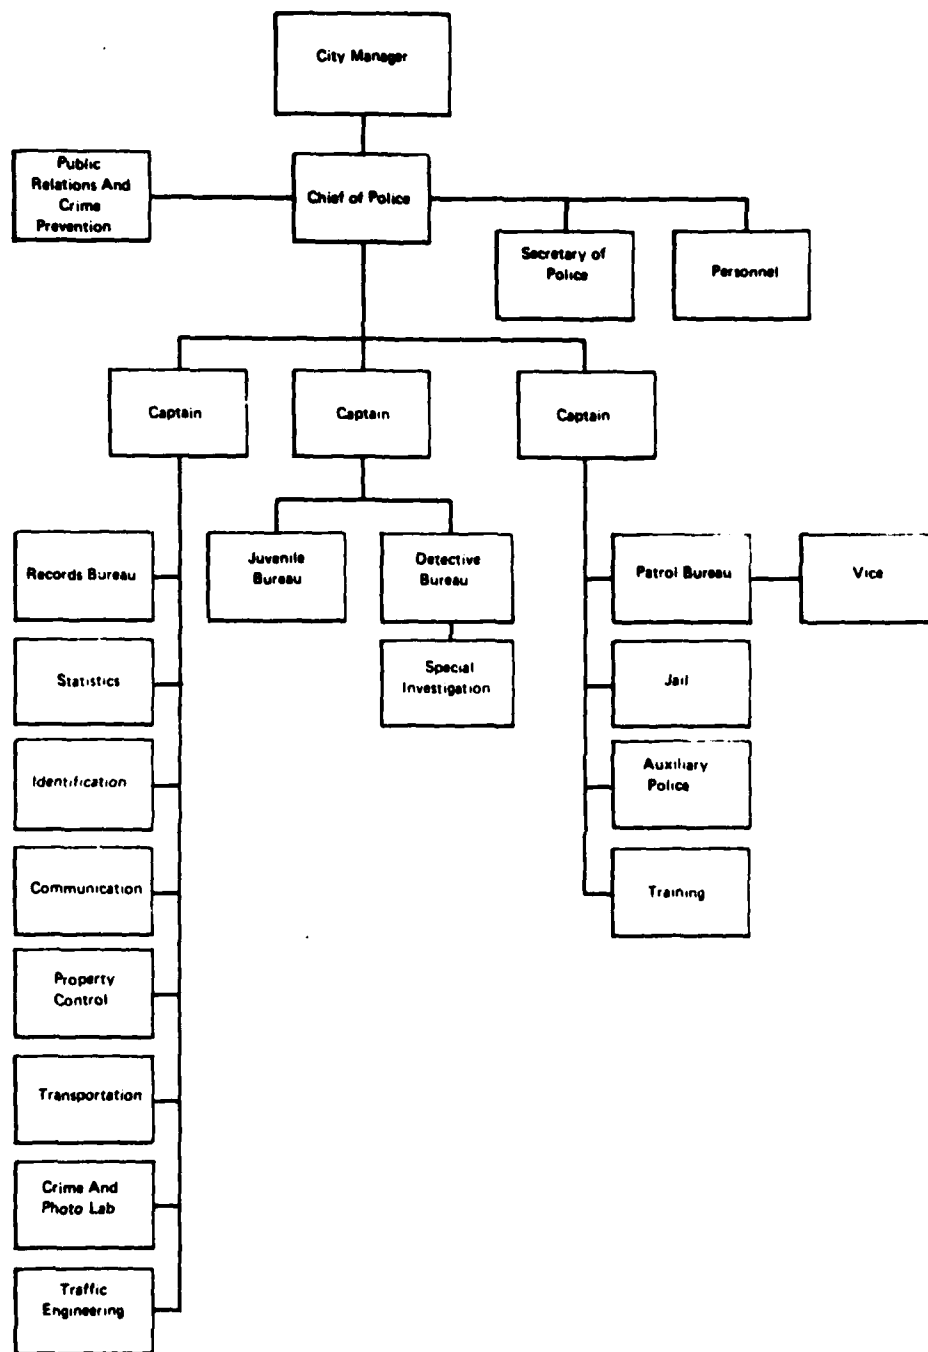 City Manager
Public
Relations And
Crime
Prevention
Chief of Police
Secretary of
Police
Personnel
Captain
Captain
Captain
Records Bureau
Juvenile
Bureau
Detective
Bureau
Patrol Bureau
Vice
Statistics
Special
Investigation
Jail
Identification
Auxiliary
Police
Communication
Training
Property
Control
Transportation
Crime And
Photo Lab
Traffic
Engineering